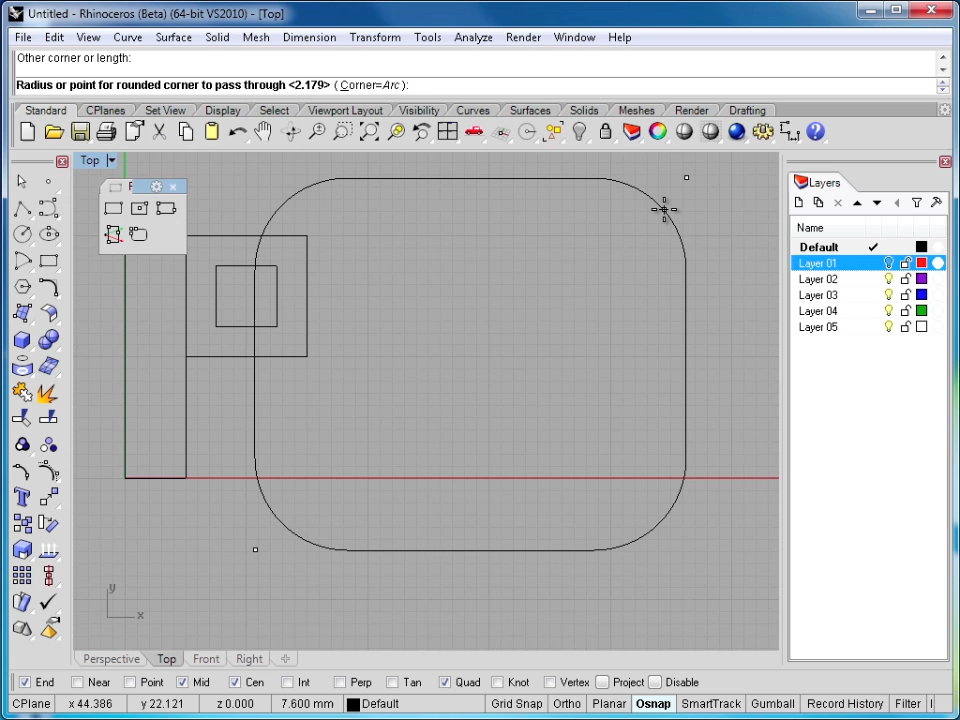 Untitled - Rhinoceros (Beta) (64-bit VS2010) - [Top]
File Edit View Curve Surface Solid Mesh Dimension Transform Tools Analyze Render Window Help
Other corner or length:
Radius or point for rounded corner to pass through <2.179> ( Corner=Arc ):
Standard CPlanes Set View Display Select Viewport Layout Visibility Curves Surfaces Solids Meshes Render Drafting
Top
Layers
Name
Default
Layer 01
Layer 02
Layer 03
Layer 04
Layer 05
y
x
Perspective Top Front Right
End Near Point Mid Cen Int Perp Tan Quad Knot Vertex Project Disable
CPlane x 44.386 y 22.121 z 0.000 7.600 mm Default Grid Snap Ortho Planar Osnap SmartTrack Gumball Record History Filter